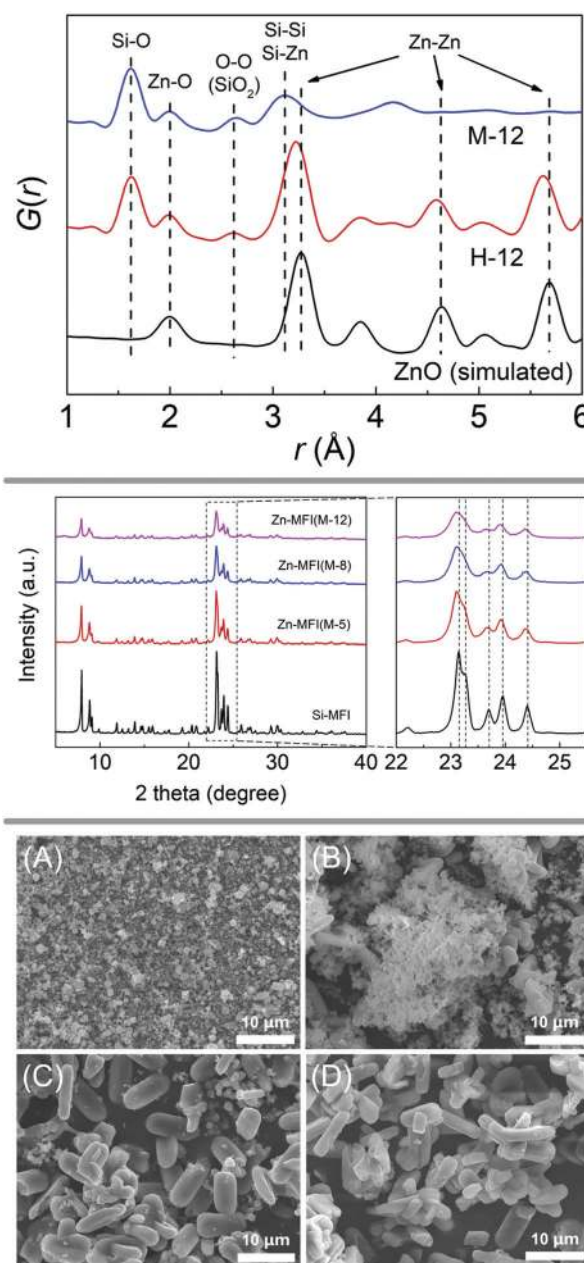 Si-O
Zn-O
O-O
(SiO₂)
Si-Si
Si-Zn
Zn-Zn
M-12
H-12
ZnO (simulated)
G(r)
1 2 3 4 5 6
r (Å)
Zn-MFI(M-12)
Zn-MFI(M-8)
Zn-MFI(M-5)
Si-MFI
Intensity (a.u.)
10 20 30 40
22 23 24 25
2 theta (degree)
(A)
10 μm
(B)
10 μm
(C)
10 μm
(D)
10 μm